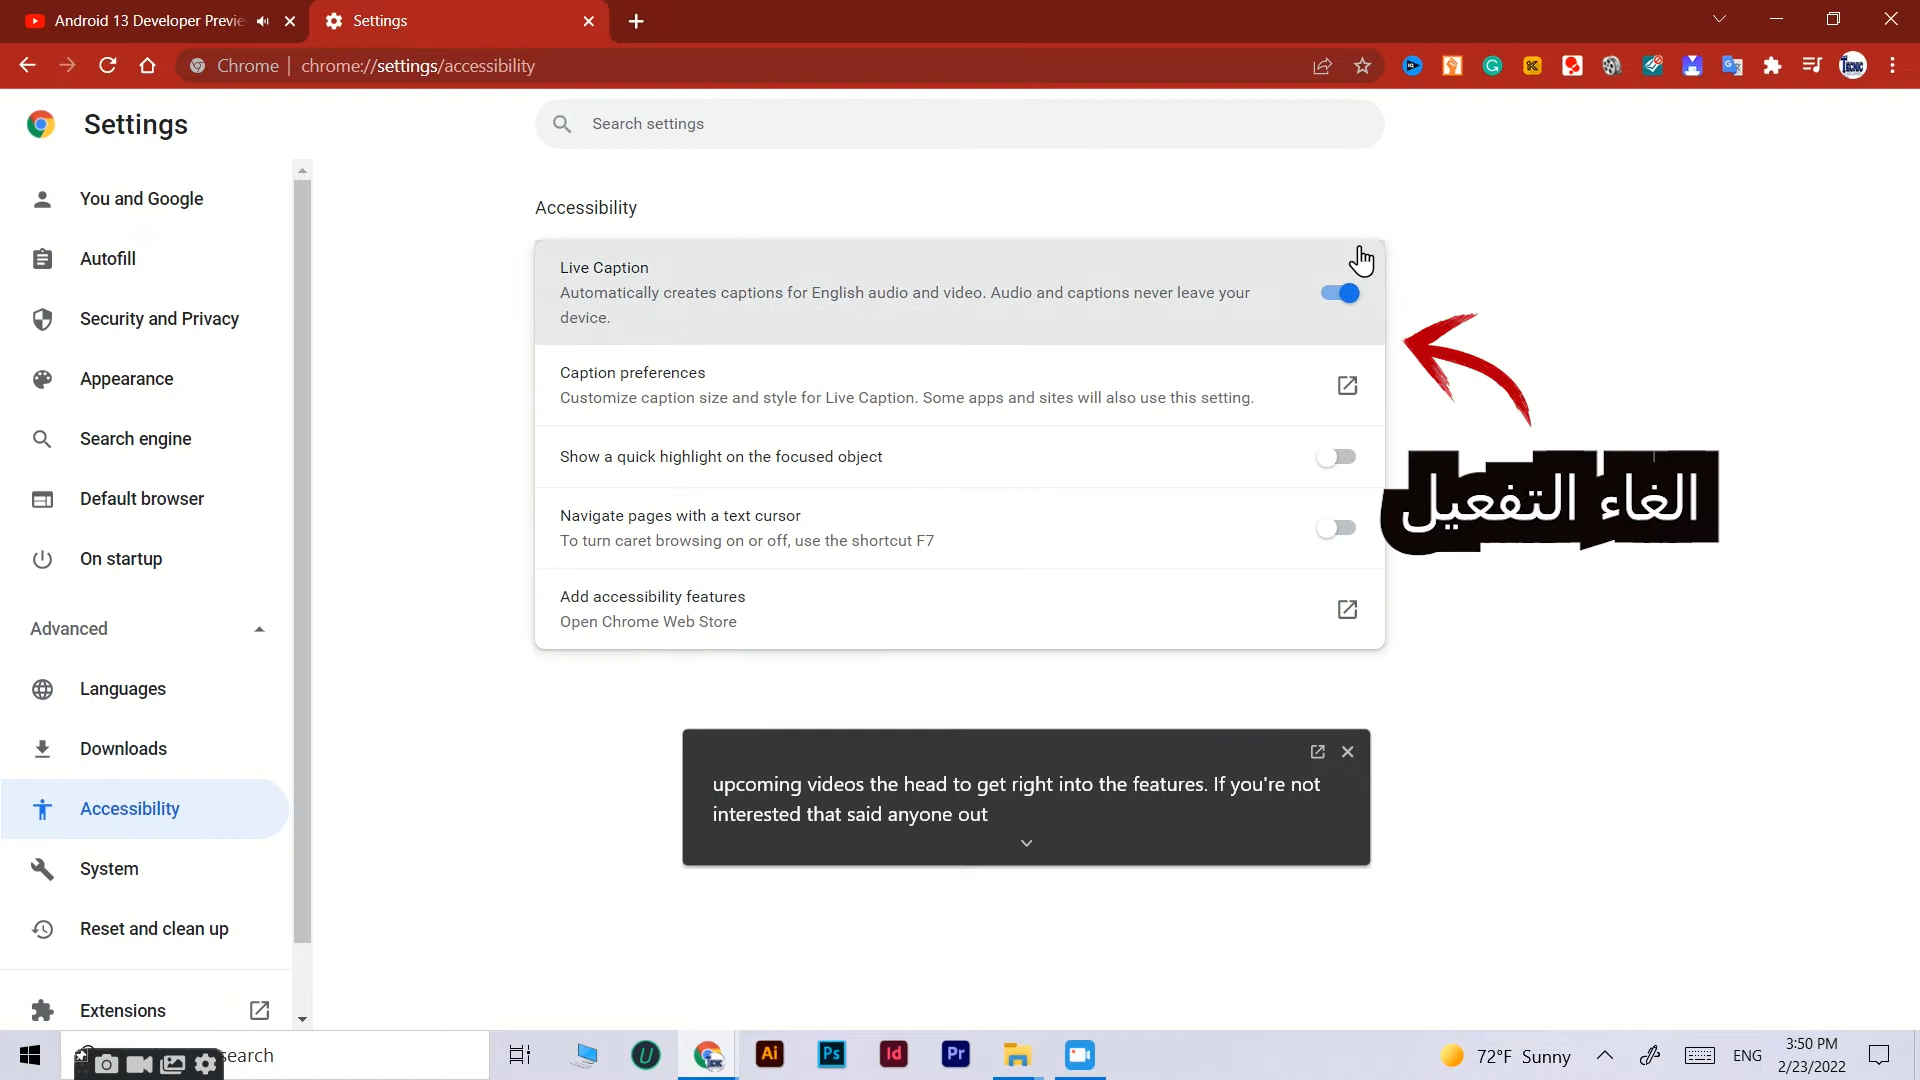 Android 13 Developer Previe
Settings
Chrome | chrome://settings/accessibility
Settings
Search settings
You and Google
Autofill
Security and Privacy
Appearance
Search engine
Default browser
On startup
Advanced
Languages
Downloads
Accessibility
System
Reset and clean up
Extensions
Accessibility
Live Caption
Automatically creates captions for English audio and video. Audio and captions never leave your
device.
Caption preferences
Customize caption size and style for Live Caption. Some apps and sites will also use this setting.
Show a quick highlight on the focused object
Navigate pages with a text cursor
To turn caret browsing on or off, use the shortcut F7
Add accessibility features
Open Chrome Web Store
الغاء التفعيل
upcoming videos the head to get right into the features. If you're not
interested that said anyone out
search
Ai
Ps
Id
Pr
72°F Sunny
ENG
3:50 PM
2/23/2022